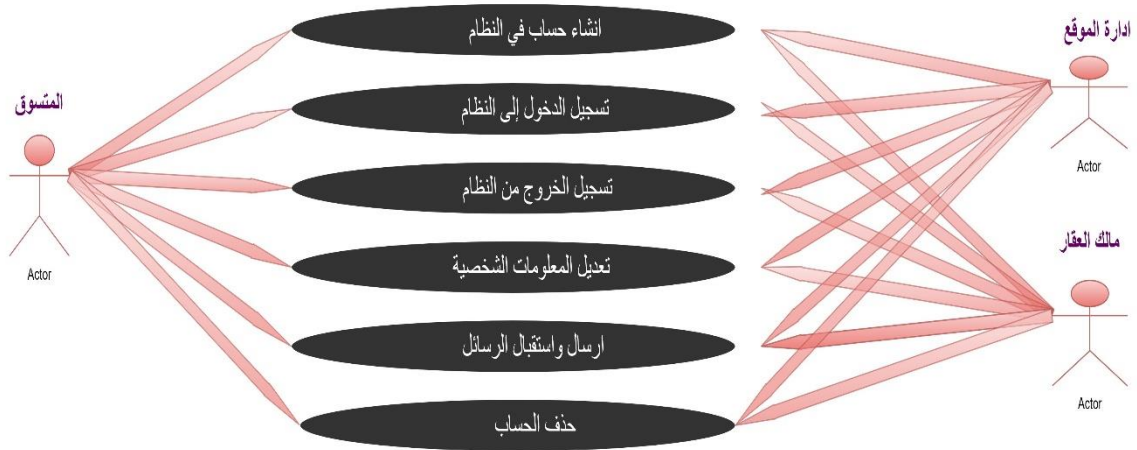 انشاء حساب في النظام
ادارة الموقع
المتسوق
تسجيل الدخول إلى النظام
Actor
تسجيل الخروج من النظام
مالك العقار
تعديل المعلومات الشخصية
Actor
ارسال واستقبال الرسائل
Actor
حذف الحساب